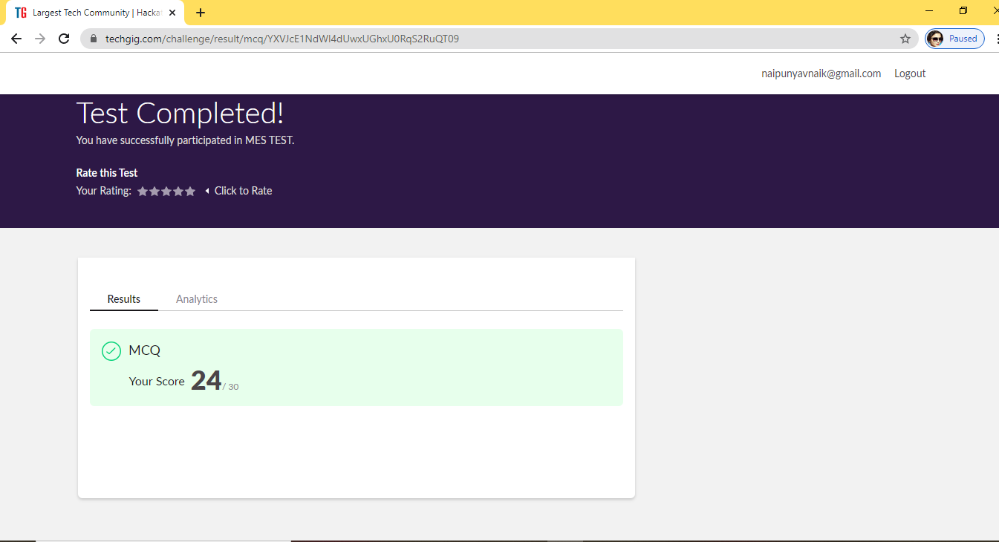 TG Largest Tech Community | Hacka
techgig.com/challenge/result/mcq/YXVJcE1NdWl4dUwxUGhxU0RqS2RuQT09
Paused
naipunyavnaik@gmail.com Logout
Test Completed!
You have successfully participated in MES TEST.
Rate this Test
Your Rating: Click to Rate
Results Analytics
MCQ
Your Score 24 / 30